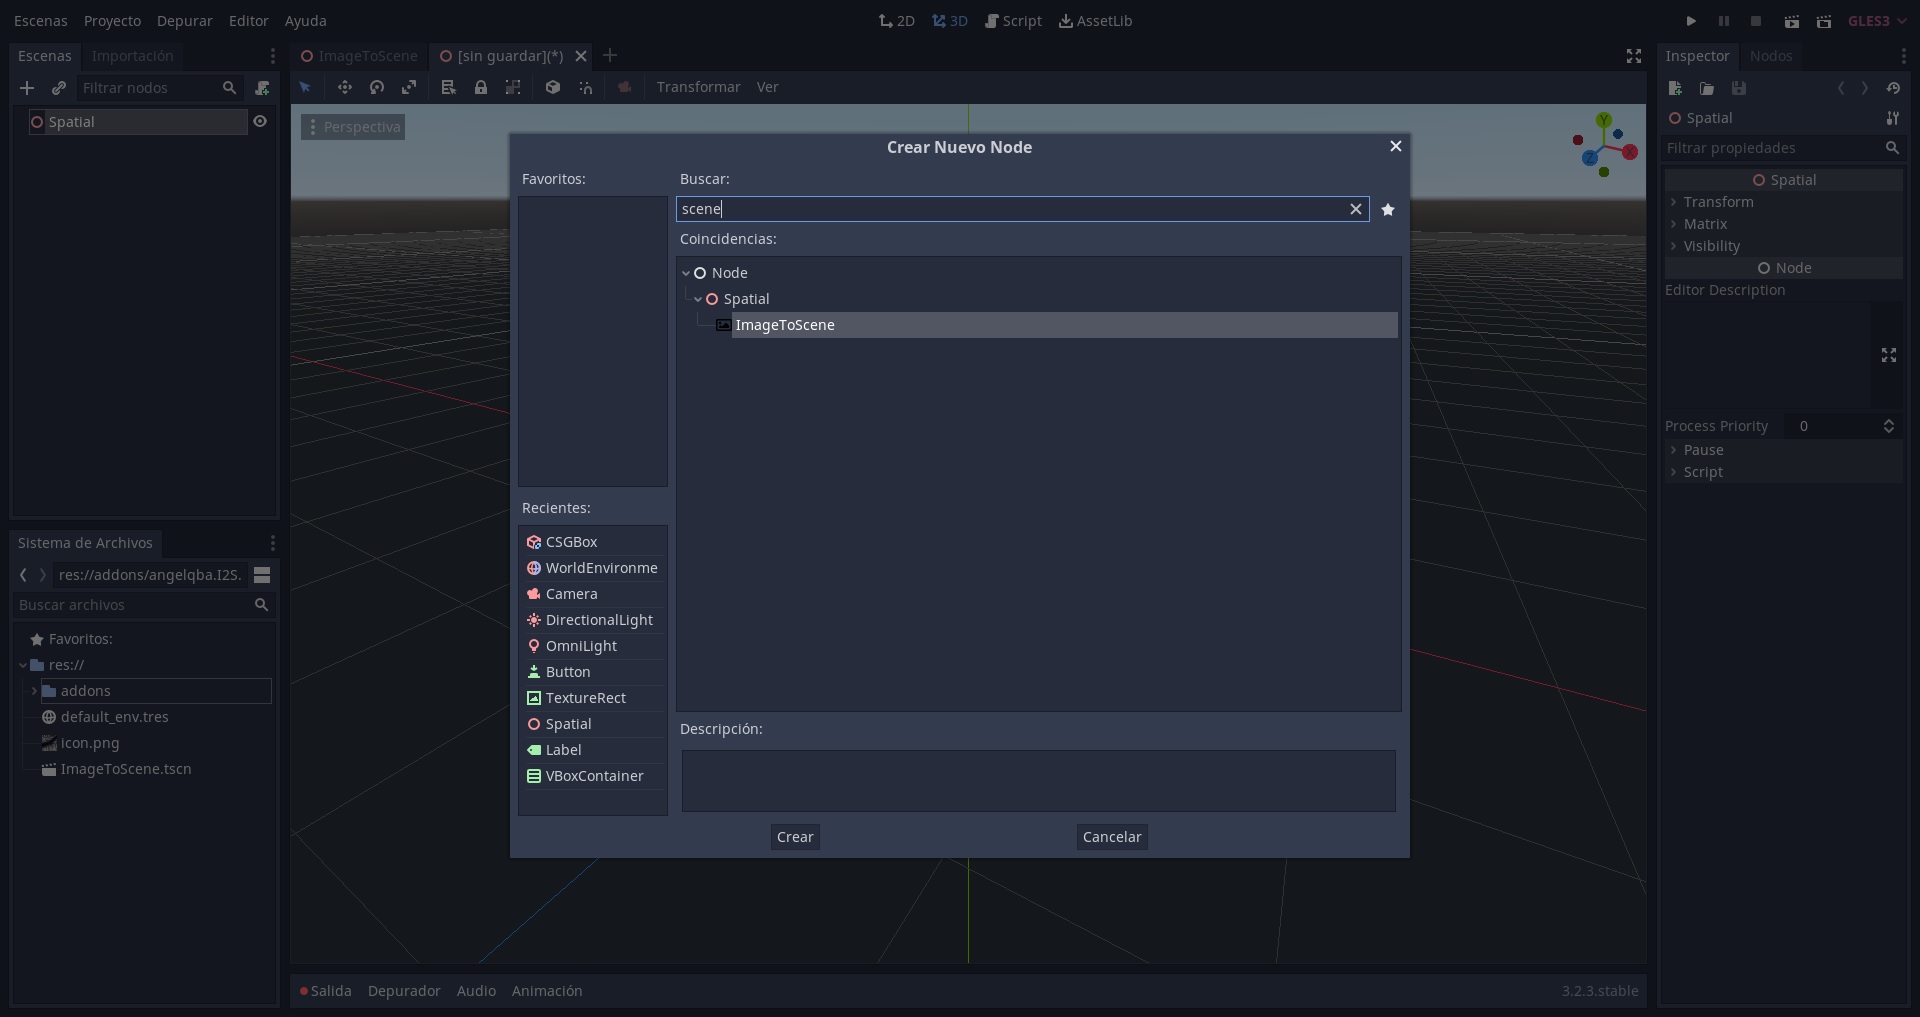 Escenas Proyecto Depurar Editor Ayuda
2D 3D Script AssetLib
GLES3
Escenas Importación
Filtrar nodos
Spatial
ImageToScene [sin guardar](*)
Transformar Ver
Perspectiva
Y
X
Z
Crear Nuevo Node
Favoritos:
Buscar:
scene
Coincidencias:
Node
Spatial
ImageToScene
Recientes:
CSGBox
WorldEnvironme
Camera
DirectionalLight
OmniLight
Button
TextureRect
Spatial
Label
VBoxContainer
Descripción:
Crear
Cancelar
Sistema de Archivos
res://addons/angelqba.I2S.
Buscar archivos
Favoritos:
res://
addons
default_env.tres
icon.png
ImageToScene.tscn
Salida Depurador Audio Animación
3.2.3.stable
Inspector Nodos
Spatial
Filtrar propiedades
Spatial
Transform
Matrix
Visibility
Node
Editor Description
Process Priority 0
Pause
Script